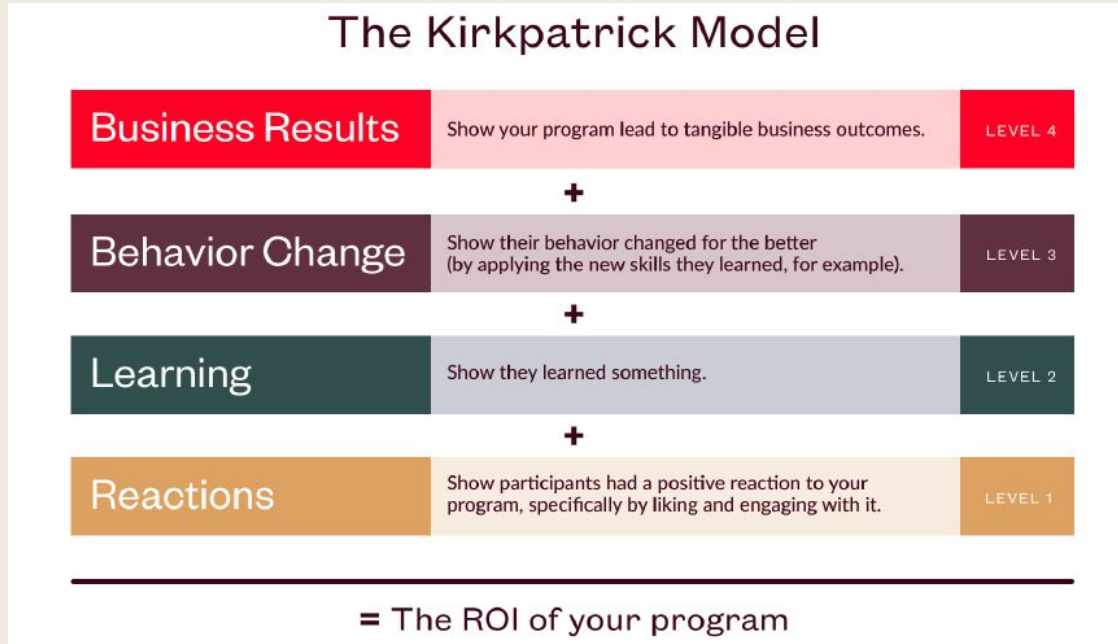 The Kirkpatrick Model
Business Results
Show your program lead to tangible business outcomes.
LEVEL 4
+
Behavior Change
Show their behavior changed for the better
(by applying the new skills they learned, for example).
LEVEL 3
+
Learning
Show they learned something.
LEVEL 2
+
Reactions
Show participants had a positive reaction to your
program, specifically by liking and engaging with it.
LEVEL 1
= The ROI of your program